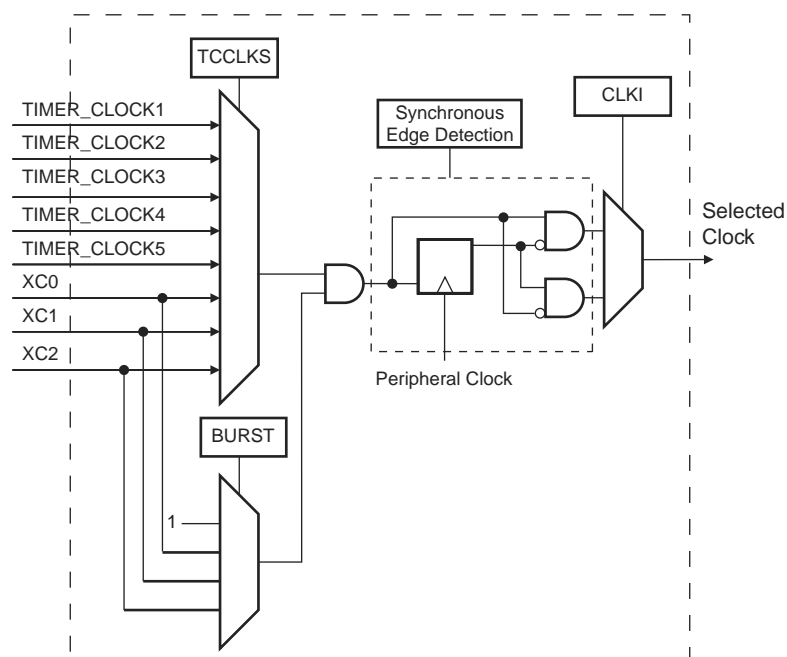 TCCLKS
TIMER_CLOCK1
TIMER_CLOCK2
TIMER_CLOCK3
TIMER_CLOCK4
TIMER_CLOCK5
XC0
XC1
XC2
Synchronous
Edge Detection
CLKI
Selected
Clock
Peripheral Clock
BURST
1